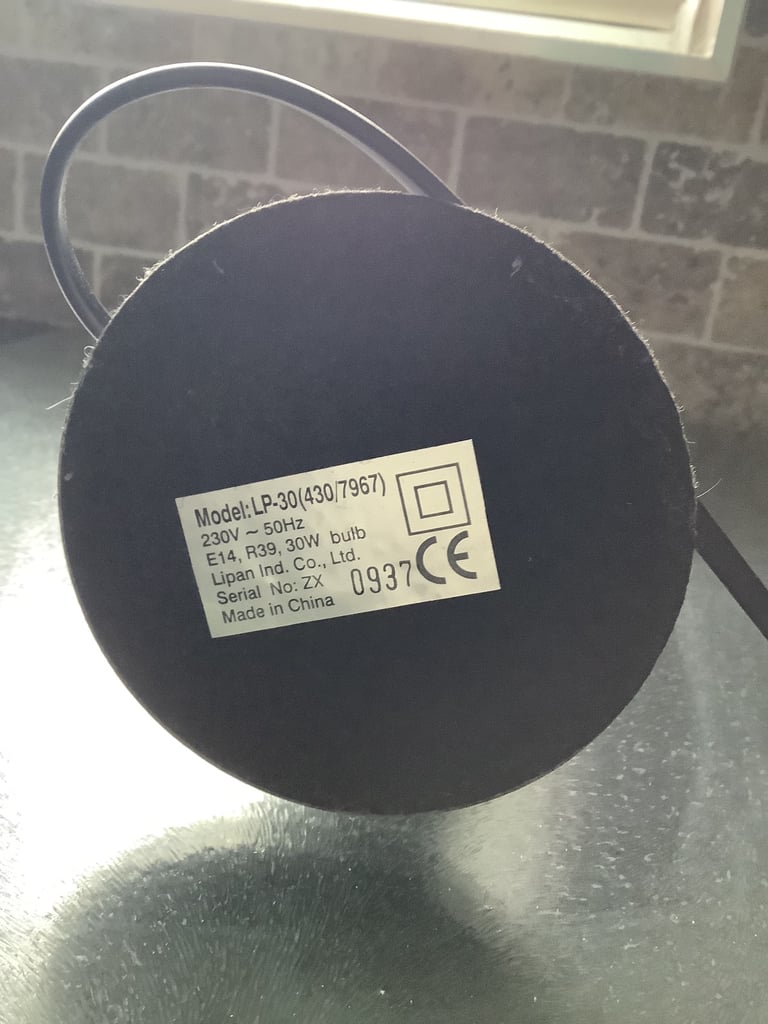 Model: LP-30(430/7967)
230V ~ 50Hz
E14, R39, 30W bulb
Lipan Ind. Co., Ltd.
Serial No: ZX 0937
Made in China
CE